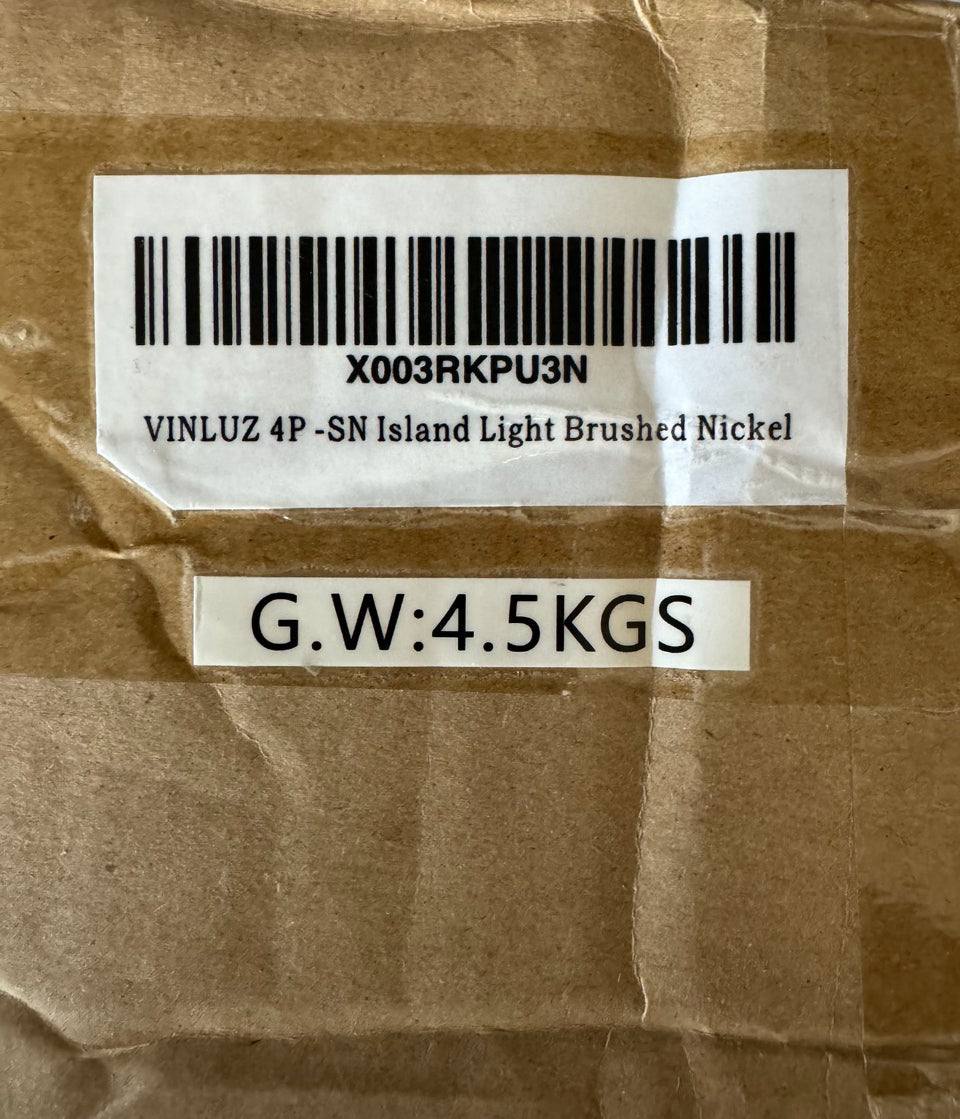 X003RKPU3N
VINLUZ 4P -SN Island Light Brushed Nickel
G.W:4.5KGS